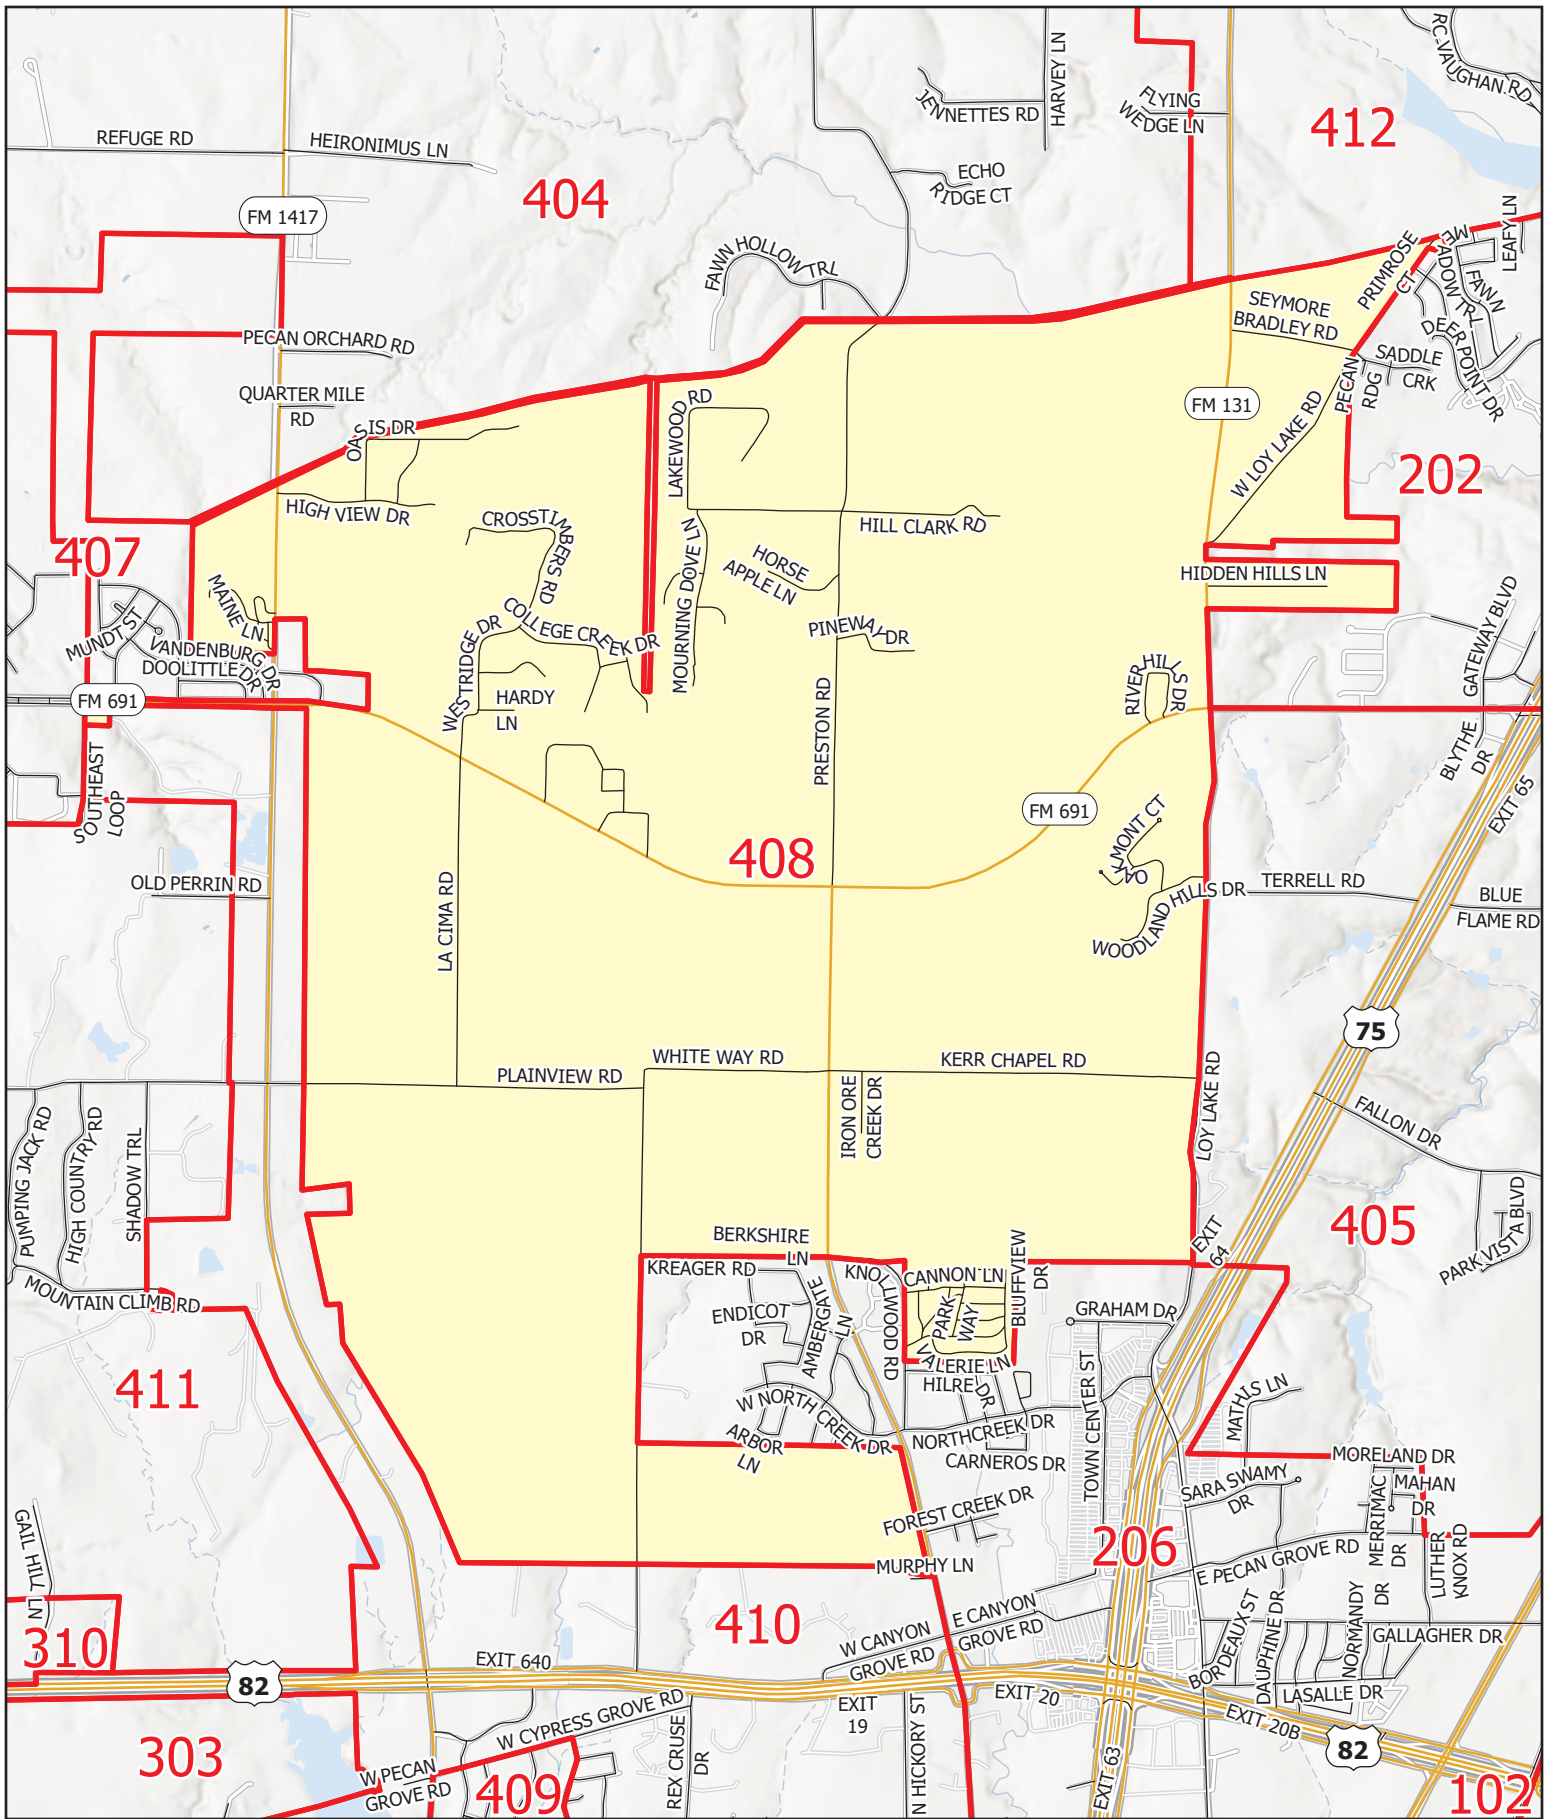 RC VAUGHAN RD
HARVEY LN
JENNETTES RD
FLYING
WEDGE LN
412
REFUGE RD
HEIRONIMUS LN
404
ECHO
RIDGE CT
FM 1417
LEAFY LN
MEADOW TRL
PRIMROSE
CT
FAWN HOLLOW TRL
FAWN
SEYMORE
BRADLEY RD
DEER POINT DR
PECAN ORCHARD RD
SADDLE
CRK
PECAN
RDG
QUARTER MILE
RD
LAKEWOOD RD
FM 131
OASIS DR
W LOY LAKE RD
202
HIGH VIEW DR
CROSSTIMBERS RD
HILL CLARK RD
407
MOURNING DOVE LN
HORSE
APPLE LN
HIDDEN HILLS LN
MAINE LN
MUNDT ST
VANDENBURG DR
DOOLITTLE DR
COLLEGE CREEK DR
WESTRIDGE DR
PINEWAY DR
GATEWAY BLVD
RIVER HILLS DR
HARDY
LN
FM 691
PRESTON RD
BLYTHE
DR
SOUTHEAST
LOOP
EXIT 65
FM 691
OAKMONT CT
408
OLD PERRIN RD
LA CIMA RD
TERRELL RD
BLUE
FLAME RD
WOODLAND HILLS DR
75
WHITE WAY RD
KERR CHAPEL RD
PLAINVIEW RD
IRON ORE
CREEK DR
LOY LAKE RD
FALLON DR
PUMPING JACK RD
HIGH COUNTRY RD
SHADOW TRL
405
PARK VISTA BLVD
EXIT
64
BERKSHIRE
LN
KREAGER RD
KNOLLWOOD RD
CANNON LN
BLUFFVIEW
DR
MOUNTAIN CLIMB RD
ENDICOT
DR
AMBERGATE
LN
PARK
WAY
GRAHAM DR
VALERIE LN
HILRE
DR
TOWN CENTER ST
411
MATHIS LN
W NORTH CREEK DR
ARBOR
LN
NORTHCREEK DR
CARNEROS DR
MORELAND DR
SARA SWAMY
DR
MAHAN
DR
MERRIMAC
DR
FOREST CREEK DR
GAIL HILL LN
206
MURPHY LN
E PECAN GROVE RD
LUTHER
KNOX RD
310
410
W CANYON
GROVE RD
E CANYON
GROVE RD
BORDEAUX ST
DAUPHINE DR
NORMANDY
DR
GALLAGHER DR
EXIT 640
82
LASALLE DR
W CYPRESS GROVE RD
EXIT
19
N HICKORY ST
EXIT 20
EXIT 20B
82
303
W PECAN
GROVE RD
409
REX CRUSE
DR
EXIT 63
102